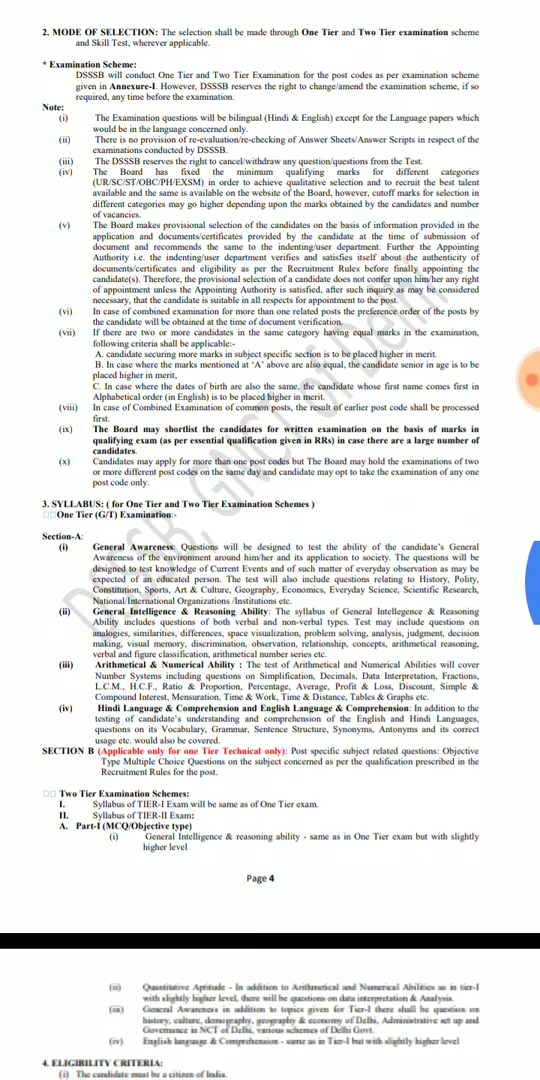 2. MODE OF SELECTION: The selection shall be made through One Tier and Two Tier examination scheme
and Skill Test, wherever applicable.
* Examination Scheme:
DSSSB will conduct One Tier and Two Tier Examination for the post codes as per examination scheme
given in Annexure-I. However, DSSSB reserves the right to change/amend the examination scheme, if so
required, any time before the examination.
Note:
(i) The Examination questions will be bilingual (Hindi & English) except for the Language papers which
would be in the language concerned only.
(ii) There is no provision of re-evaluation/re-checking of Answer Sheets/Answer Scripts in respect of the
examinations conducted by DSSSB.
(iii) The DSSSB reserves the right to cancel/withdraw any question/questions from the Test.
(iv) The Board has fixed the minimum qualifying marks for different categories
(UR/SC/ST/OBC/PH/EXSM) in order to achieve qualitative selection and to recruit the best talent
available and the same is available on the website of the Board, however, cutoff marks for selection in
different categories may go higher depending upon the marks obtained by the candidates and number
of vacancies.
(v) The Board makes provisional selection of the candidates on the basis of information provided in the
application and documents/certificates provided by the candidate at the time of submission of
document and recommends the same to the indenting/user department. Further the Appointing
Authority i.e. the indenting/user department verifies and satisfies itself about the authenticity of
documents/certificates and eligibility as per the Recruitment Rules before finally appointing the
candidate(s). Therefore, the provisional selection of a candidate does not confer him/her any right
of appointment unless the Appointing Authority is satisfied, after such inquiry as may be considered
necessary, that the candidate is suitable in all respects for appointment to the post.
(vi) In case of combined examination for more than one related posts the preference order of the posts by
the candidate will be obtained at the time of document verification.
(vii) If there are two or more candidates in the same category having equal marks in the examination,
following criteria shall be applicable:-
A. candidate securing more marks in subject specific section is to be placed higher in merit.
B. In case where the marks mentioned at 'A' above are also equal, the candidate senior in age is to be
placed higher in merit,
C. In case where the dates of birth are also the same, the candidate whose first name comes first in
Alphabetical order (in English) is to be placed higher in merit.
(viii) In case of Combined Examination of common posts, the result of earlier post code shall be processed
first.
(ix) The Board may shortlist the candidates for written examination on the basis of marks in
qualifying exam (as per essential qualification given in RRs) in case there are a large number of
candidates.
(x) Candidates may apply for more than one post codes but The Board may hold the examinations of two
or more different post codes on the same day and candidate may opt to take the examination of any one
post code only.
3. SYLLABUS: ( for One Tier and Two Tier Examination Schemes )
One Tier (G/T) Examination:-
Section-A:
(i) General Awareness: Questions will be designed to test the ability of the candidate's General
Awareness of the environment around him/her and its application to society. The questions will be
designed to test knowledge of Current Events and of such matter of everyday observation as may be
expected of an educated person. The test will also include questions relating to History, Polity,
Constitution, Sports, Art & Culture, Geography, Economics, Everyday Science, Scientific Research,
National/International Organizations /Institutions etc.
(ii) General Intelligence & Reasoning Ability: The syllabus of General Intellegence & Reasoning
Ability includes questions of both verbal and non-verbal types. Test may include questions on
analogies, similarities, differences, space visualization, problem solving, analysis, judgment, decision
making, visual memory, discrimination, observation, relationship, concepts, arithmetical reasoning,
verbal and figure classification, arithmetical number series etc.
(iii) Arithmetical & Numerical Ability : The test of Arithmetical and Numerical Abilities will cover
Number Systems including questions on Simplification, Decimals, Data Interpretation, Fractions,
L.C.M., H.C.F., Ratio & Proportion, Percentage, Average, Profit & Loss, Discount, Simple &
Compound Interest, Mensuration, Time & Work, Time & Distance, Tables & Graphs etc.
(iv) Hindi Language & Comprehension and English Language & Comprehension: In addition to the
testing of candidate's understanding and comprehension of the English and Hindi Languages,
questions on its Vocabulary, Grammar, Sentence Structure, Synonyms, Antonyms and its correct
usage etc. would also be covered.
SECTION B (Applicable only for one Tier Technical only): Post specific subject related questions: Objective
Type Multiple Choice Questions on the subject concerned as per the qualification prescribed in the
Recruitment Rules for the post.
Two Tier Examination Schemes:
I. Syllabus of TIER-I Exam will be same as of One Tier exam.
II. Syllabus of TIER-II Exam:
A. Part-I (MCQ/Objective type)
(i) General Intelligence & reasoning ability - same as in One Tier exam but with slightly
higher level
Page 4
(ii) Quantitative Aptitude - In addition to Arithmetical and Numerical Abilities as in tier-I
with slightly higher level, there will be questions on data interpretation & Analysis.
(iii) General Awareness in addition to topics given for Tier-I there shall be question on
history, culture, demography, geography & economy of Delhi, Administrative set up and
Governance in NCT of Delhi, various schemes of Delhi Govt.
(iv) English language & Comprehension - same as in Tier-I but with slightly higher level
4. ELIGIBILITY CRITERIA:
(i) The candidate must be a citizen of India.
DSSSB, GNCT of Delhi